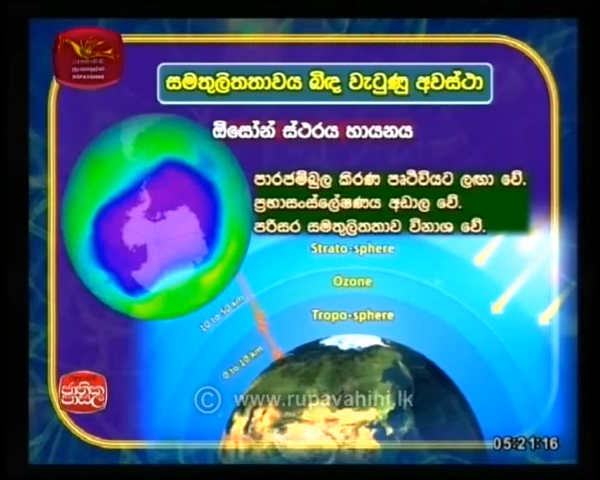 RUPAVAHINI
සමතුලිතතාවය බිඳ වැටුණු අවස්ථා
ඕසෝන් ස්ථරය හායනය
පාරජම්බුල කිරණ පෘථිවියට ලඟා වේ.
ප්‍රභාසංස්ලේෂණය අඩාල වේ.
පරිසර සමතුලිතතාව විනාශ වේ.
Strato-sphere
Ozone
10 to 50 km
Tropo-sphere
0 to 10 km
© www.rupavahini.lk
05:21:16